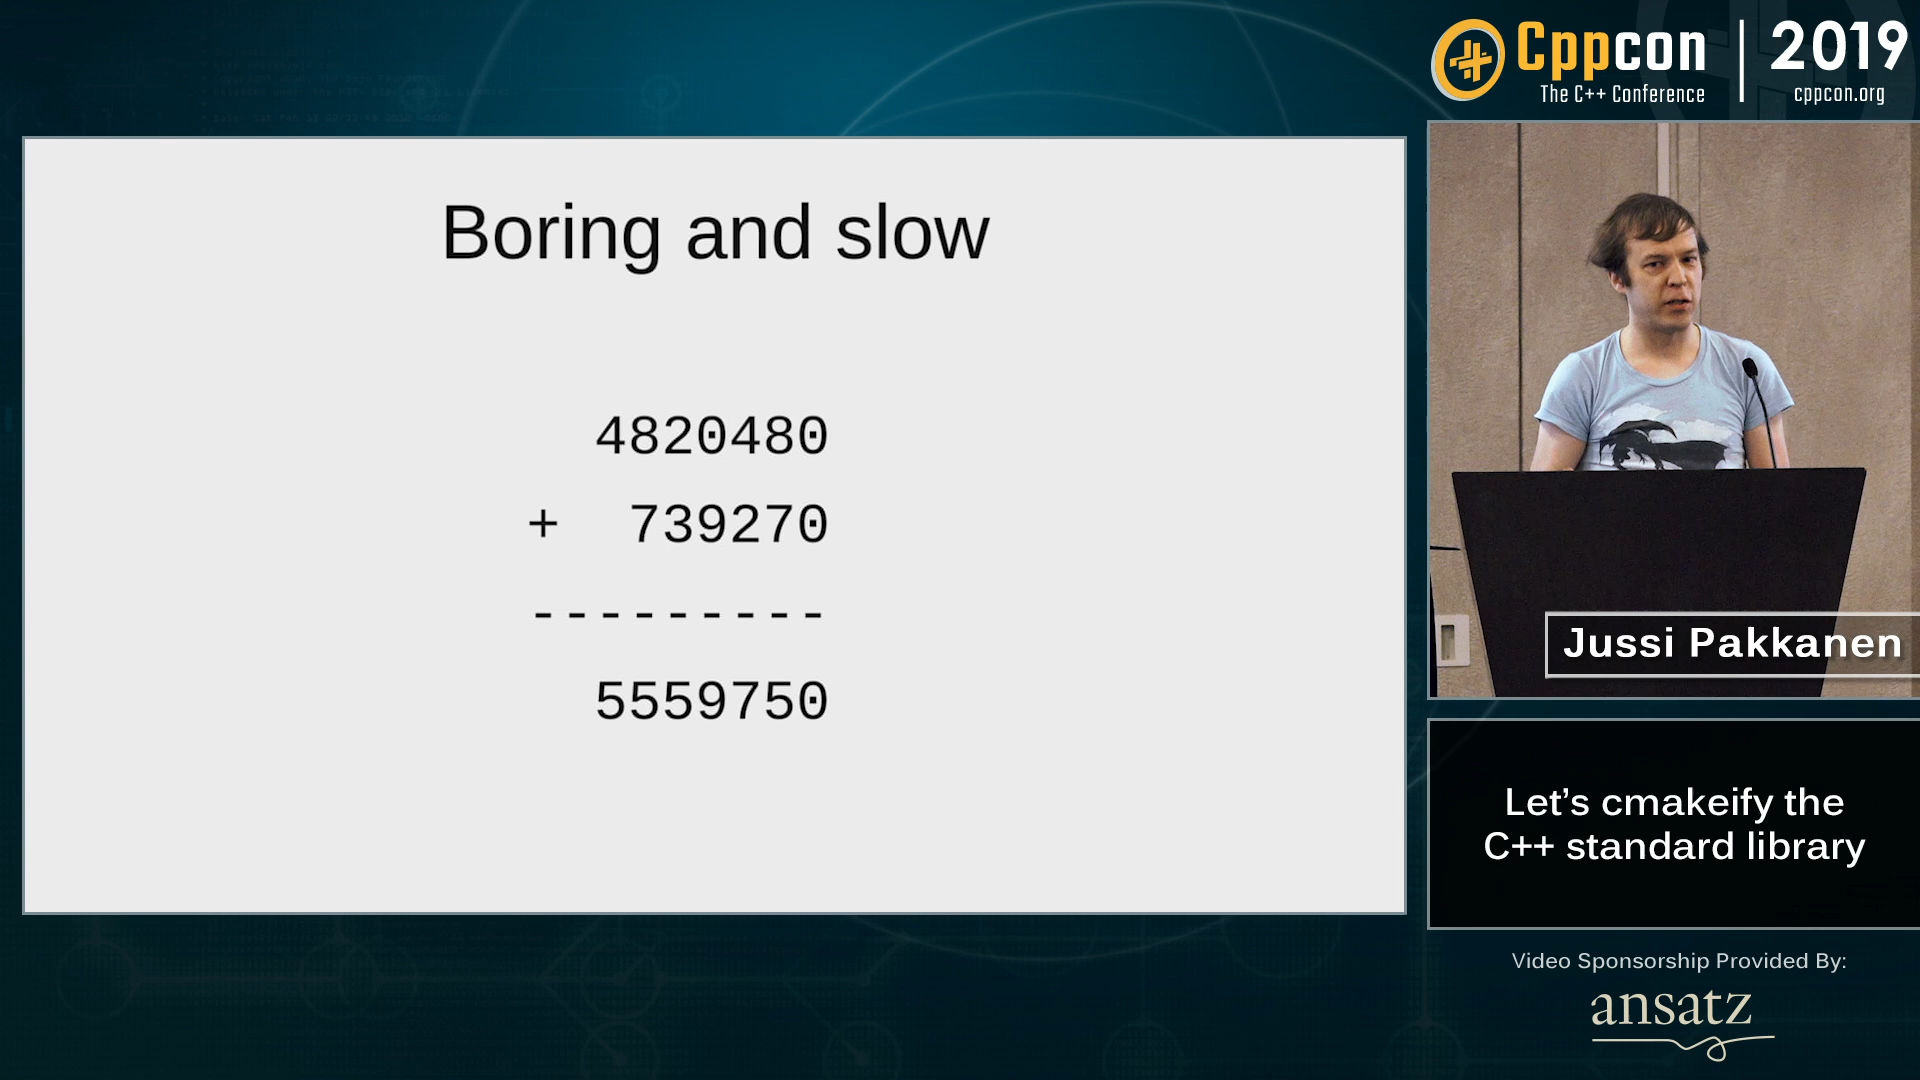 Cppcon
The C++ Conference
2019
cppcon.org
Boring and slow
4820480
+ 739270
---------
5559750
Jussi Pakkanen
Let’s cmakeify the
C++ standard library
Video Sponsorship Provided By:
ansatz